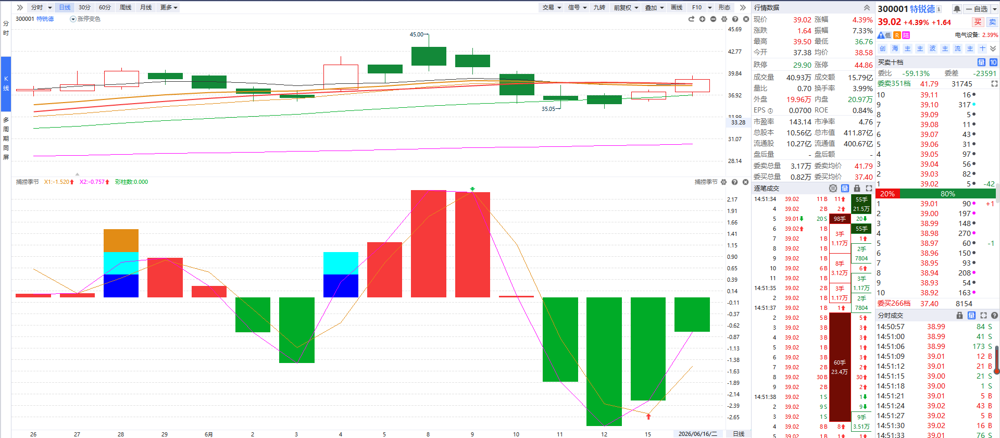 分时 日线 30分 60分 周线 月线 更多
交易 信号 九转 前复权 叠加 画线 F10 形态
300001 特锐德 涨停变色
分时
K线
多周期同屏
45.00
35.05
45.69
42.77
39.84
36.92
33.99
33.28
31.07
28.14
捕捞季节 X1:-1.520 X2:-0.757 彩柱数:0.000
捕捞季节
2.17
1.91
1.66
1.41
1.15
0.90
0.65
0.39
0.14
-0.11
-0.37
-0.62
-0.87
-1.13
-1.38
-1.63
-1.89
-2.14
-2.39
-2.65
26 27 28 29 6月 2 3 4 5 8 9 10 11 12 15 2026/06/16/二 日线
行情数据
现价 39.02 涨幅 4.39%
涨跌 1.64 振幅 7.33%
最高 39.50 最低 36.76
今开 37.38 均价 38.58
跌停 29.90 涨停 44.86
成交量 40.93万 成交额 15.79亿
量比 0.70 换手率 3.99%
外盘 19.96万 内盘 20.97万
EPS 0.0700 ROE 0.84%
市盈率 143.14 市净率 4.76
总股本 10.56亿 总市值 411.87亿
流通股 10.27亿 流通值 400.67亿
盘后量 - 盘后额 -
委卖总量 3.17万 委卖均价 41.79
委买总量 0.82万 委买均价 37.40
逐笔成交 量
14:51:34 39.02 11 B 11
4 39.02 2 B 2
5 39.01 20 S 20
6 39.02 1 B
7 39.02 1 B 1
8 39.02 1 B
9 39.02 1 B
10 39.02 6 B 6
11 39.02 1 B
14:51:35 39.02 2 B
2 39.02 1 B
14:51:37 39.02 1 B 1
2 39.02 5 B 5
3 39.02 3 B 3
4 39.02 3 B 3
5 39.02 1 B 1
6 39.02 3 B 3
7 39.02 2 B 2
8 39.02 30 B 30
9 39.02 2 B 2
14:51:38 39.02 1 S 1
2 39.02 9 S 9
3 39.02 1 S
4 39.02 8 B 8
5 39.02 1 B 1 1
98手
3手
1.17万
8手
3.12万
3手
1.17万
60手
23.4万
55手
21.5万
55手
2手
7804
3手
1.17万
2手
7804
9手
3.51万
300001 特锐德 自选
39.02 +4.39% +1.64 买 卖
低 R 陆 电气设备: 2.39%
创 海 主 主 波 主 流 主 十
买卖十档 量 10
委比 -59.13% 委差 -23591
委卖351档 41.79 31745
10 39.11 16
9 39.10 317
8 39.09 5
7 39.08 11
6 39.07 43
5 39.06 31
4 39.05 97
3 39.04 56
2 39.03 82
1 39.02 5 -42
20% 80%
1 39.01 90 +1
2 39.00 197
3 38.99 148
4 38.98 270
5 38.97 60 -1
6 38.96 150
7 38.95 93
8 38.94 208
9 38.93 54
10 38.92 163
委买266档 37.40 8154
分时成交 量
14:50:57 38.99 84 S
14:51:00 38.99 41 S
14:51:06 38.99 173 S
14:51:09 39.01 12 B
14:51:12 39.01 21 B
14:51:15 39.00 21 S
14:51:18 39.00 1 S
14:51:21 39.01 5 B
14:51:24 39.02 43 B
14:51:27 39.02 5 B
14:51:30 39.02 16 B
14:51:33 39.01 76 S